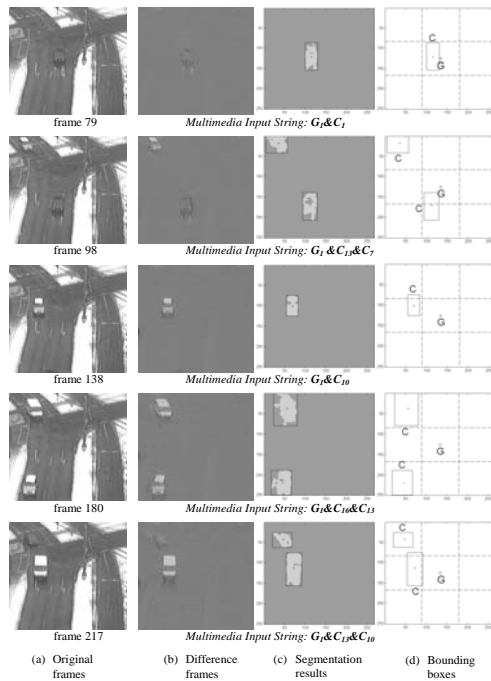 C
G
frame 79 Multimedia Input String: G1&C1
C
C
G
frame 98 Multimedia Input String: G1 &C13&C7
C
G
frame 138 Multimedia Input String: G1&C10
C
G
C
frame 180 Multimedia Input String: G1&C16&C13
C
G
C
frame 217 Multimedia Input String: G1&C13&C10
(a) Original frames
(b) Difference frames
(c) Segmentation results
(d) Bounding boxes